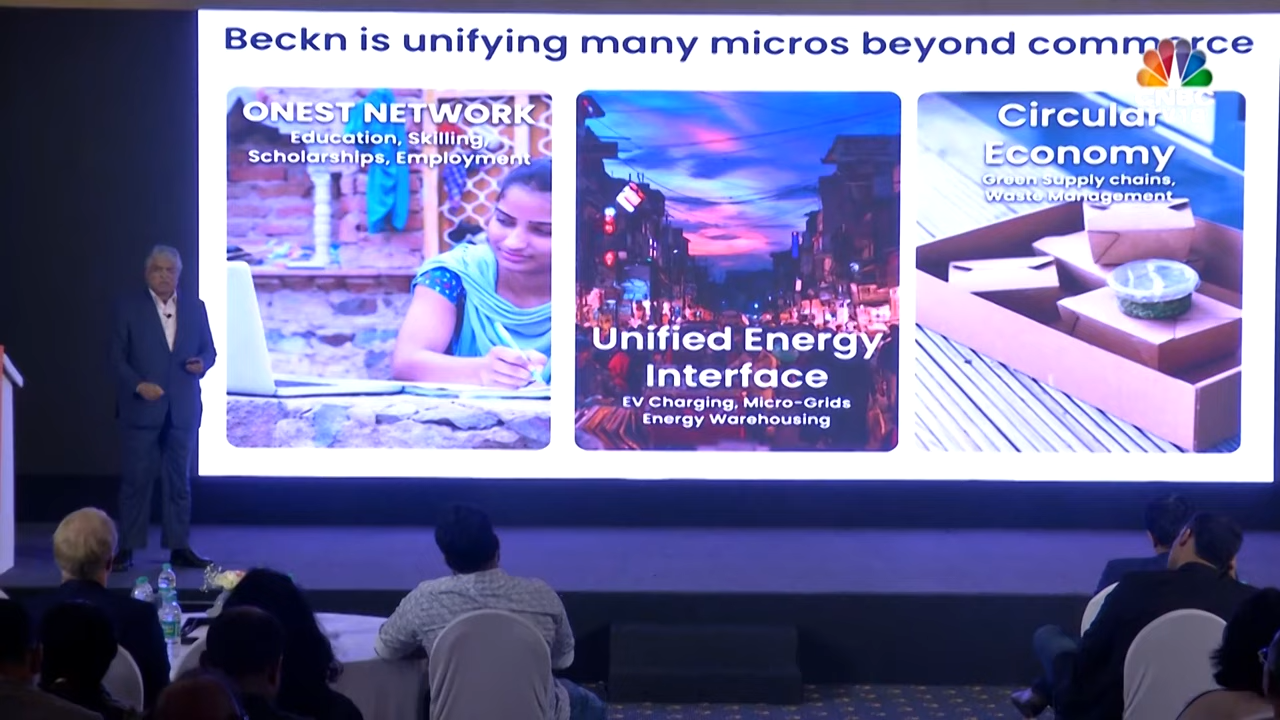 Beckn is unifying many micros beyond commerce
ONEST NETWORK
Education, Skilling,
Scholarships, Employment
Unified Energy
Interface
EV Charging, Micro-Grids
Energy Warehousing
Circular
Economy
Green Supply chains,
Waste Management
CNBC